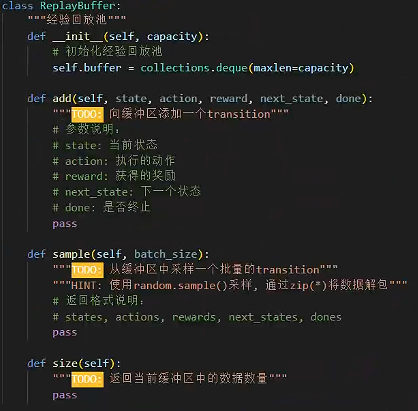 class ReplayBuffer:
    """经验回放池"""
    def __init__(self, capacity):
        # 初始化经验回放池
        self.buffer = collections.deque(maxlen=capacity)
    def add(self, state, action, reward, next_state, done):
        """TODO: 向缓冲区添加一个transition"""
        # 参数说明:
        # state: 当前状态
        # action: 执行的动作
        # reward: 获得的奖励
        # next_state: 下一个状态
        # done: 是否终止
        pass
    def sample(self, batch_size):
        """TODO: 从缓冲区中采样一个批量的transition"""
        """HINT: 使用random.sample()采样, 通过zip(*)将数据解包"""
        # 返回格式说明:
        # states, actions, rewards, next_states, dones
        pass
    def size(self):
        """TODO: 返回当前缓冲区中的数据数量"""
        pass